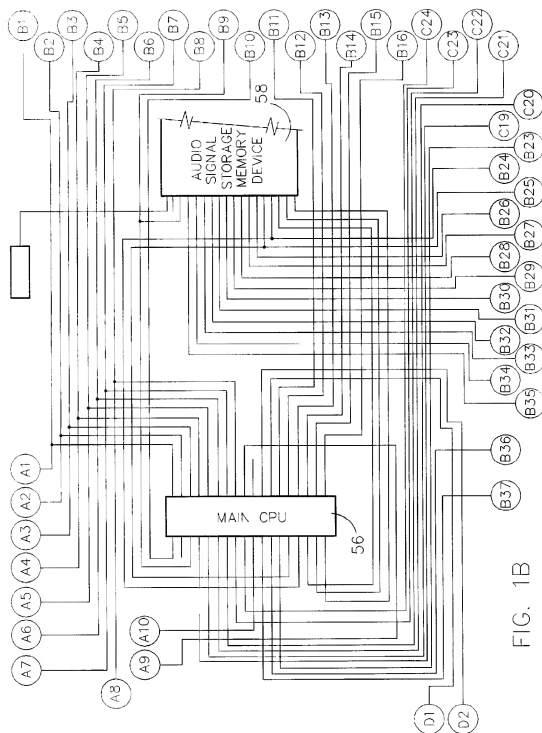 B1
B2
B3
B4
B5
B6
B7
B8
B9
B10
B11
B12
B13
B14
B15
B16
C24
C23
C22
C21
58
AUDIO
SIGNAL
STORAGE
MEMORY
DEVICE
C20
C19
B23
B24
B25
B26
B27
B28
B29
B30
B31
B32
B33
B34
B35
A1
A2
A3
A4
A5
A6
A7
A8
MAIN CPU
56
B36
B37
A10
A9
D1
D2
FIG. 1B